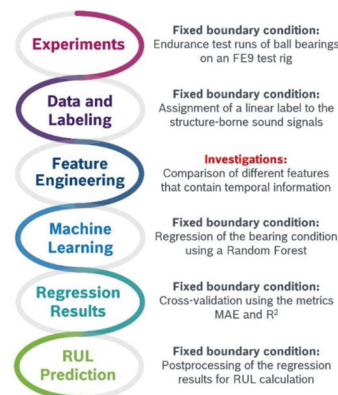 Experiments
Fixed boundary condition:
Endurance test runs of ball bearings
on an FE9 test rig
Data and
Labeling
Fixed boundary condition:
Assignment of a linear label to the
structure-borne sound signals
Feature
Engineering
Investigations:
Comparison of different features
that contain temporal information
Machine
Learning
Fixed boundary condition:
Regression of the bearing condition
using a Random Forest
Regression
Results
Fixed boundary condition:
Cross-validation using the metrics
MAE and R²
RUL
Prediction
Fixed boundary condition:
Postprocessing of the regression
results for RUL calculation